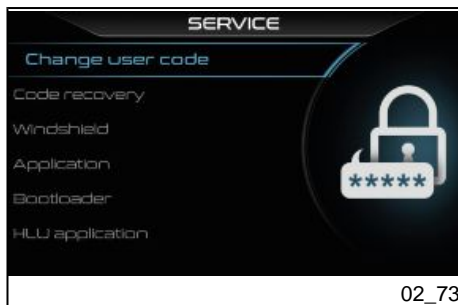 SERVICE
Change user code
Code recovery
Windshield
Application
*****
Bootloader
HLU application
02_73